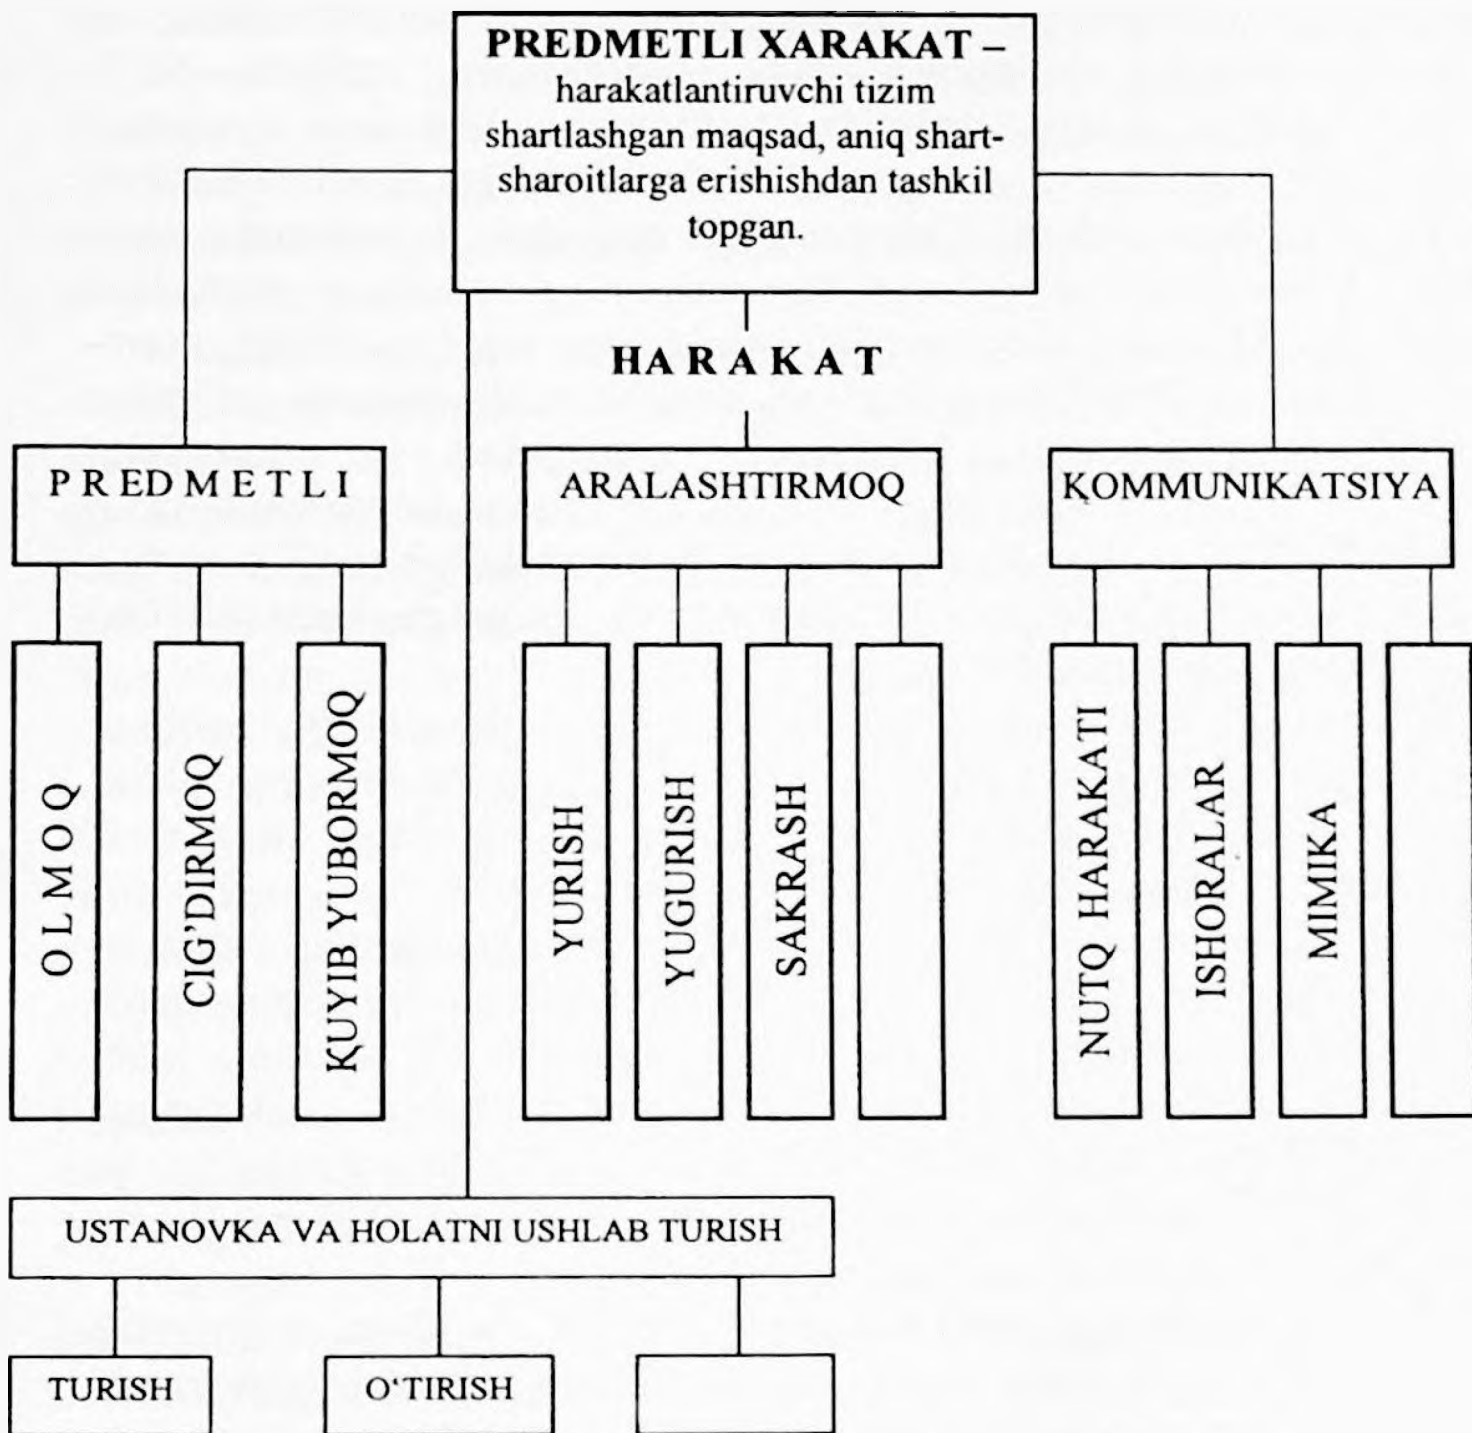 PREDMETLI XARAKAT –
harakatlantiruvchi tizim
shartlashgan maqsad, aniq shart-
sharoitlarga erishishdan tashkil
topgan.
HARAKAT
PREDMETLI
ARALASHTIRMOQ
KOMMUNIKATSIYA
OLMOQ
CIG'DIRMOQ
KUYIB YUBORMOQ
YURISH
YUGURISH
SAKRASH
NUTQ HARAKATI
ISHORALAR
MIMIKA
USTANOVKA VA HOLATNI USHLAB TURISH
TURISH
O‘TIRISH